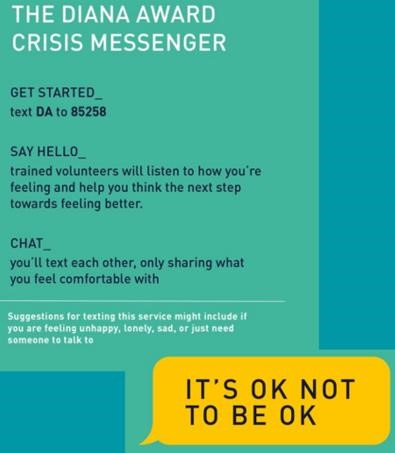 THE DIANA AWARD
CRISIS MESSENGER
GET STARTED_
text DA to 85258
SAY HELLO_
trained volunteers will listen to how you're
feeling and help you think the next step
towards feeling better.
CHAT_
you'll text each other, only sharing what
you feel comfortable with
Suggestions for texting this service might include if
you are feeling unhappy, lonely, sad, or just need
someone to talk to
IT'S OK NOT
TO BE OK